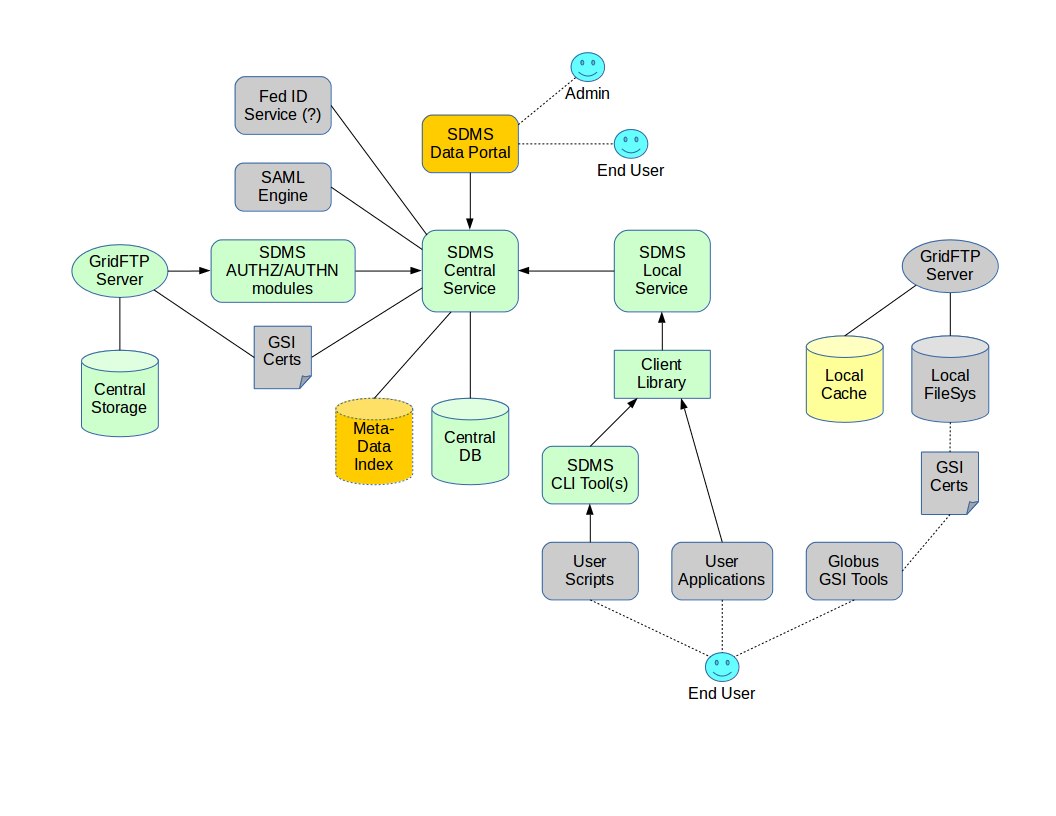 Admin
Fed ID
Service (?)
SDMS
Data Portal
End User
SAML
Engine
GridFTP
Server
SDMS
AUTHZ/AUTHN
modules
SDMS
Central
Service
SDMS
Local
Service
GridFTP
Server
GSI
Certs
Client
Library
Central
Storage
Local
Cache
Local
FileSys
Meta-
Data
Index
Central
DB
SDMS
CLI Tool(s)
GSI
Certs
User
Scripts
User
Applications
Globus
GSI Tools
End User